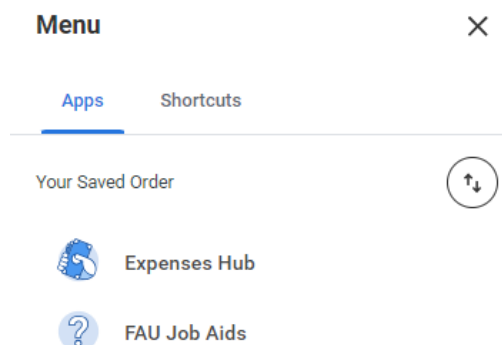 Menu
Apps Shortcuts
Your Saved Order
Expenses Hub
FAU Job Aids